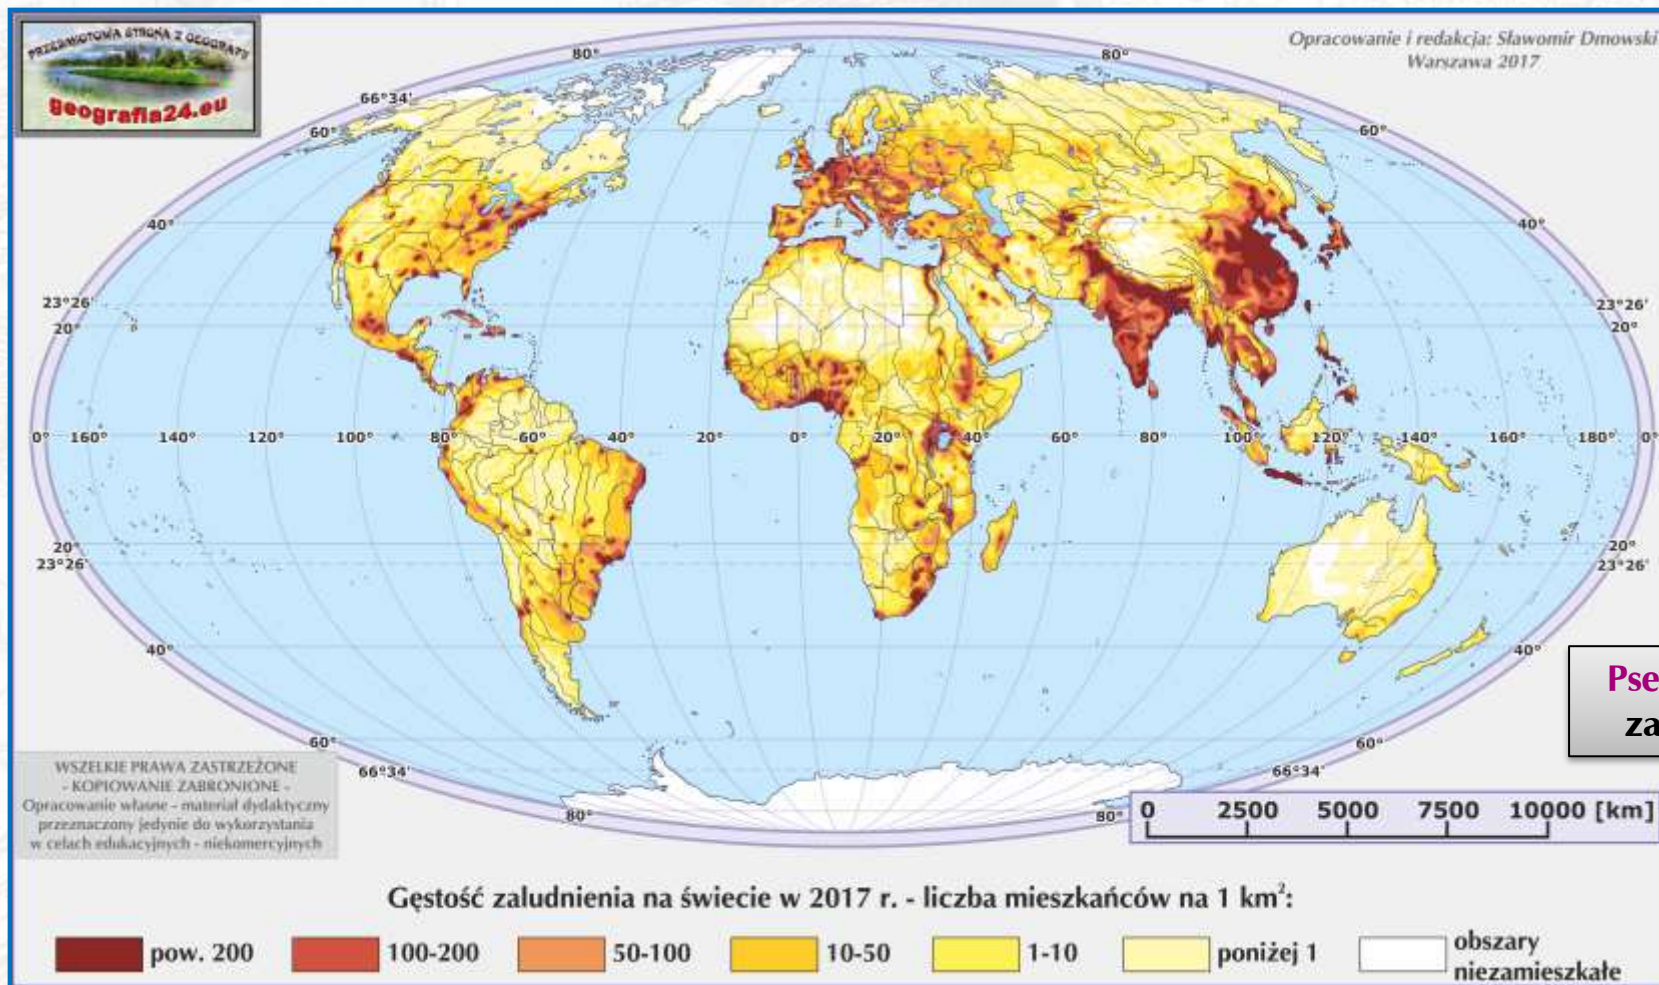 PRZEDMIOTOWA STRONA Z GEOGRAFII
geografia24.eu
Opracowanie i redakcja: Sławomir Dmowski
Warszawa 2017
80° 80°
66°34'
60° 60°
40° 40°
23°26' 23°26'
20° 20°
0° 160° 140° 120° 100° 80° 60° 40° 20° 0° 20° 40° 60° 80° 100° 120° 140° 160° 180° 0°
20° 20°
23°26' 23°26'
40° 40°
Pse
za
60° 60°
66°34' 66°34'
80° 80°
WSZELKIE PRAWA ZASTRZEŻONE
- KOPIOWANIE ZABRONIONE -
Opracowanie własne - materiał dydaktyczny
przeznaczony jedynie do wykorzystania
w celach edukacyjnych - niekomercyjnych
0 2500 5000 7500 10000 [km]
Gęstość zaludnienia na świecie w 2017 r. - liczba mieszkańców na 1 km²:
pow. 200 100-200 50-100 10-50 1-10 poniżej 1 obszary
niezamieszkałe